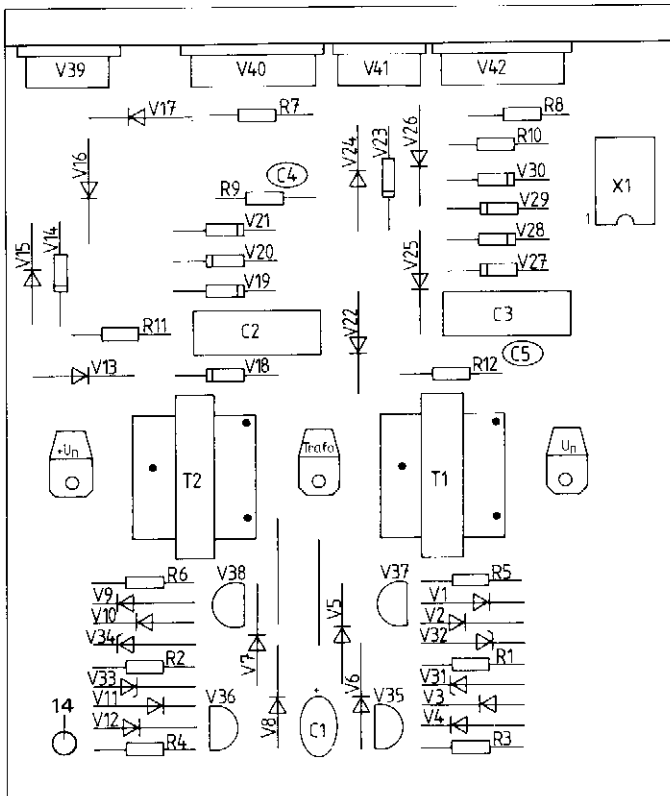 V39 V40 V41 V42
V17 R7 R8
V16 V24 V23 V26 R10
C4 V30 X1
R9 V29 1
V21 V28
V15 V14 V20 V25 V27
V19
R11 C2 V22 C3
C5
V13 V18 R12
+Un Trafo Un
T2 T1
R6 V38 V37 R5
V9 V5 V1
V10 V2
V34 V32
R2 V7 R1
V33 V31
V11 V36 V8 + V6 V35 V3
14 V12 C1 V4
R4 R3